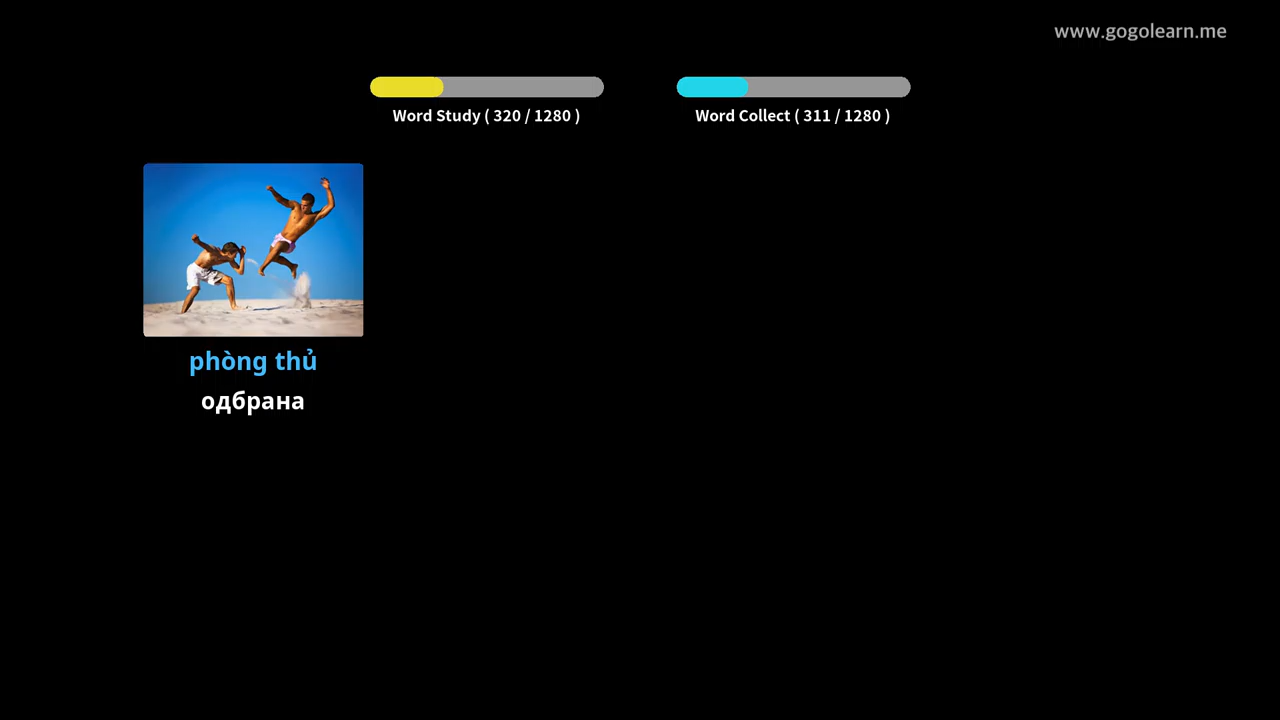 www.gogolearn.me
Word Study ( 320 / 1280 )
Word Collect ( 311 / 1280 )
phòng thủ
одбрана